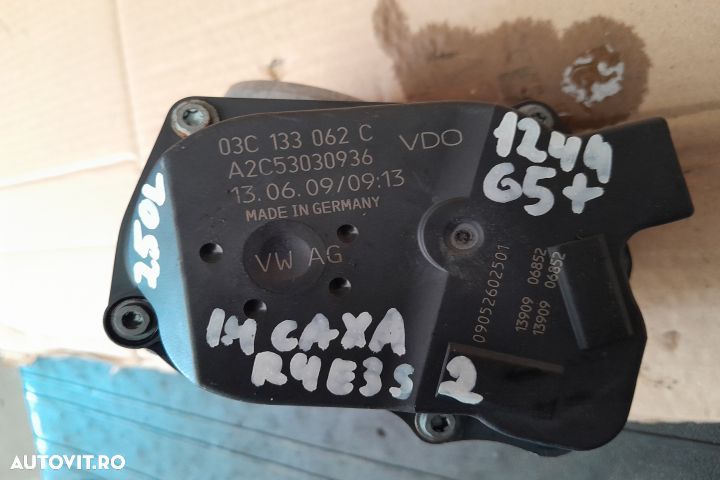 03C 133 062 C VDO
A2C53030936
13.06.09/09:13
MADE IN GERMANY
VW AG
1244
G5+
250L
1.4 CAXA
R4E3S 2
09052602501
13909 06852
13909 06852
AUTOVIT.RO